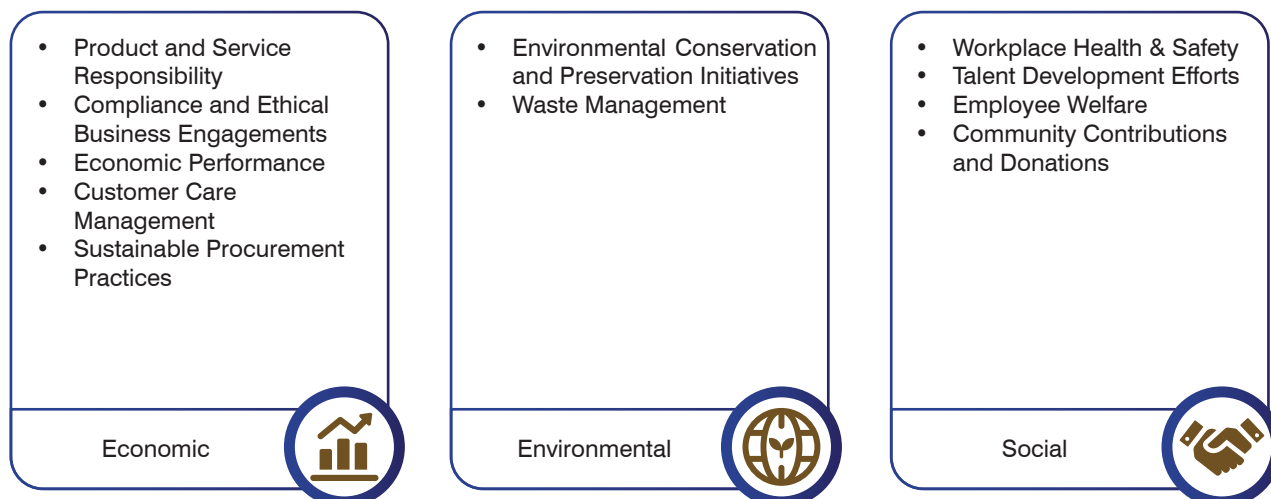 • Product and Service
Responsibility
• Compliance and Ethical
Business Engagements
• Economic Performance
• Customer Care
Management
• Sustainable Procurement
Practices
Economic
• Environmental Conservation
and Preservation Initiatives
• Waste Management
Environmental
• Workplace Health & Safety
• Talent Development Efforts
• Employee Welfare
• Community Contributions
and Donations
Social